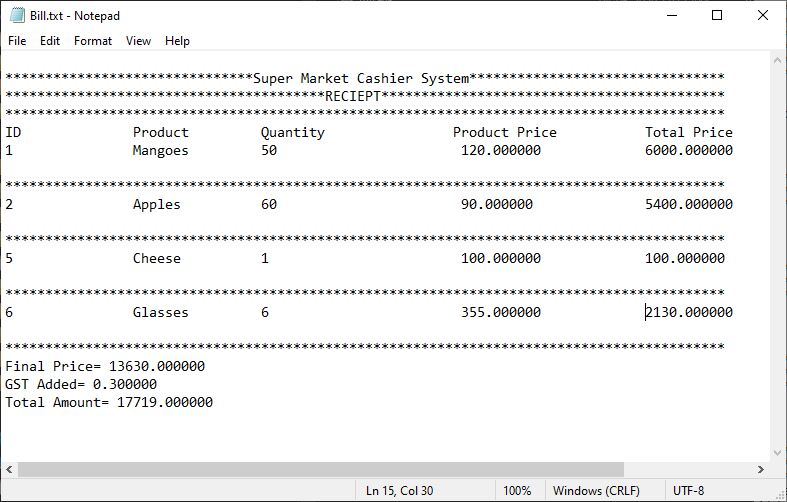 Bill.txt - Notepad
File Edit Format View Help
*******************************Super Market Cashier System********************************
****************************************RECIEPT*******************************************
******************************************************************************************
ID Product Quantity Product Price Total Price
1 Mangoes 50 120.000000 6000.000000
******************************************************************************************
2 Apples 60 90.000000 5400.000000
******************************************************************************************
5 Cheese 1 100.000000 100.000000
******************************************************************************************
6 Glasses 6 355.000000 2130.000000
******************************************************************************************
Final Price= 13630.000000
GST Added= 0.300000
Total Amount= 17719.000000
Ln 15, Col 30 100% Windows (CRLF) UTF-8